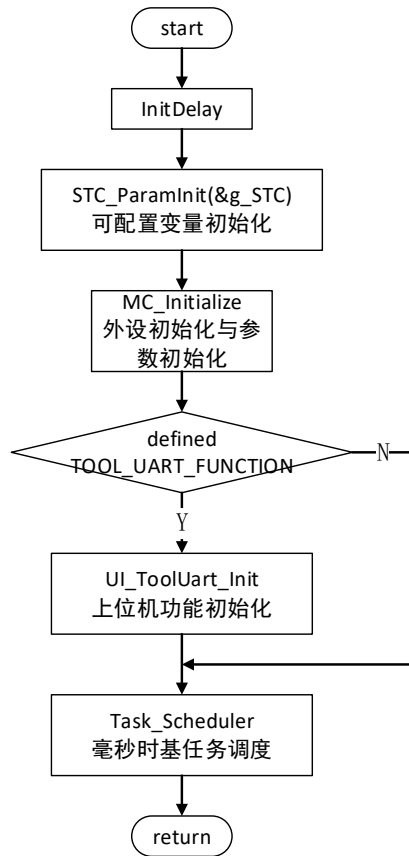 start
InitDelay
STC_ParamInit(&g_STC)
可配置变量初始化
MC_Initialize
外设初始化与参
数初始化
defined
TOOL_UART_FUNCTION
N
Y
UI_ToolUart_Init
上位机功能初始化
Task_Scheduler
毫秒时基任务调度
return